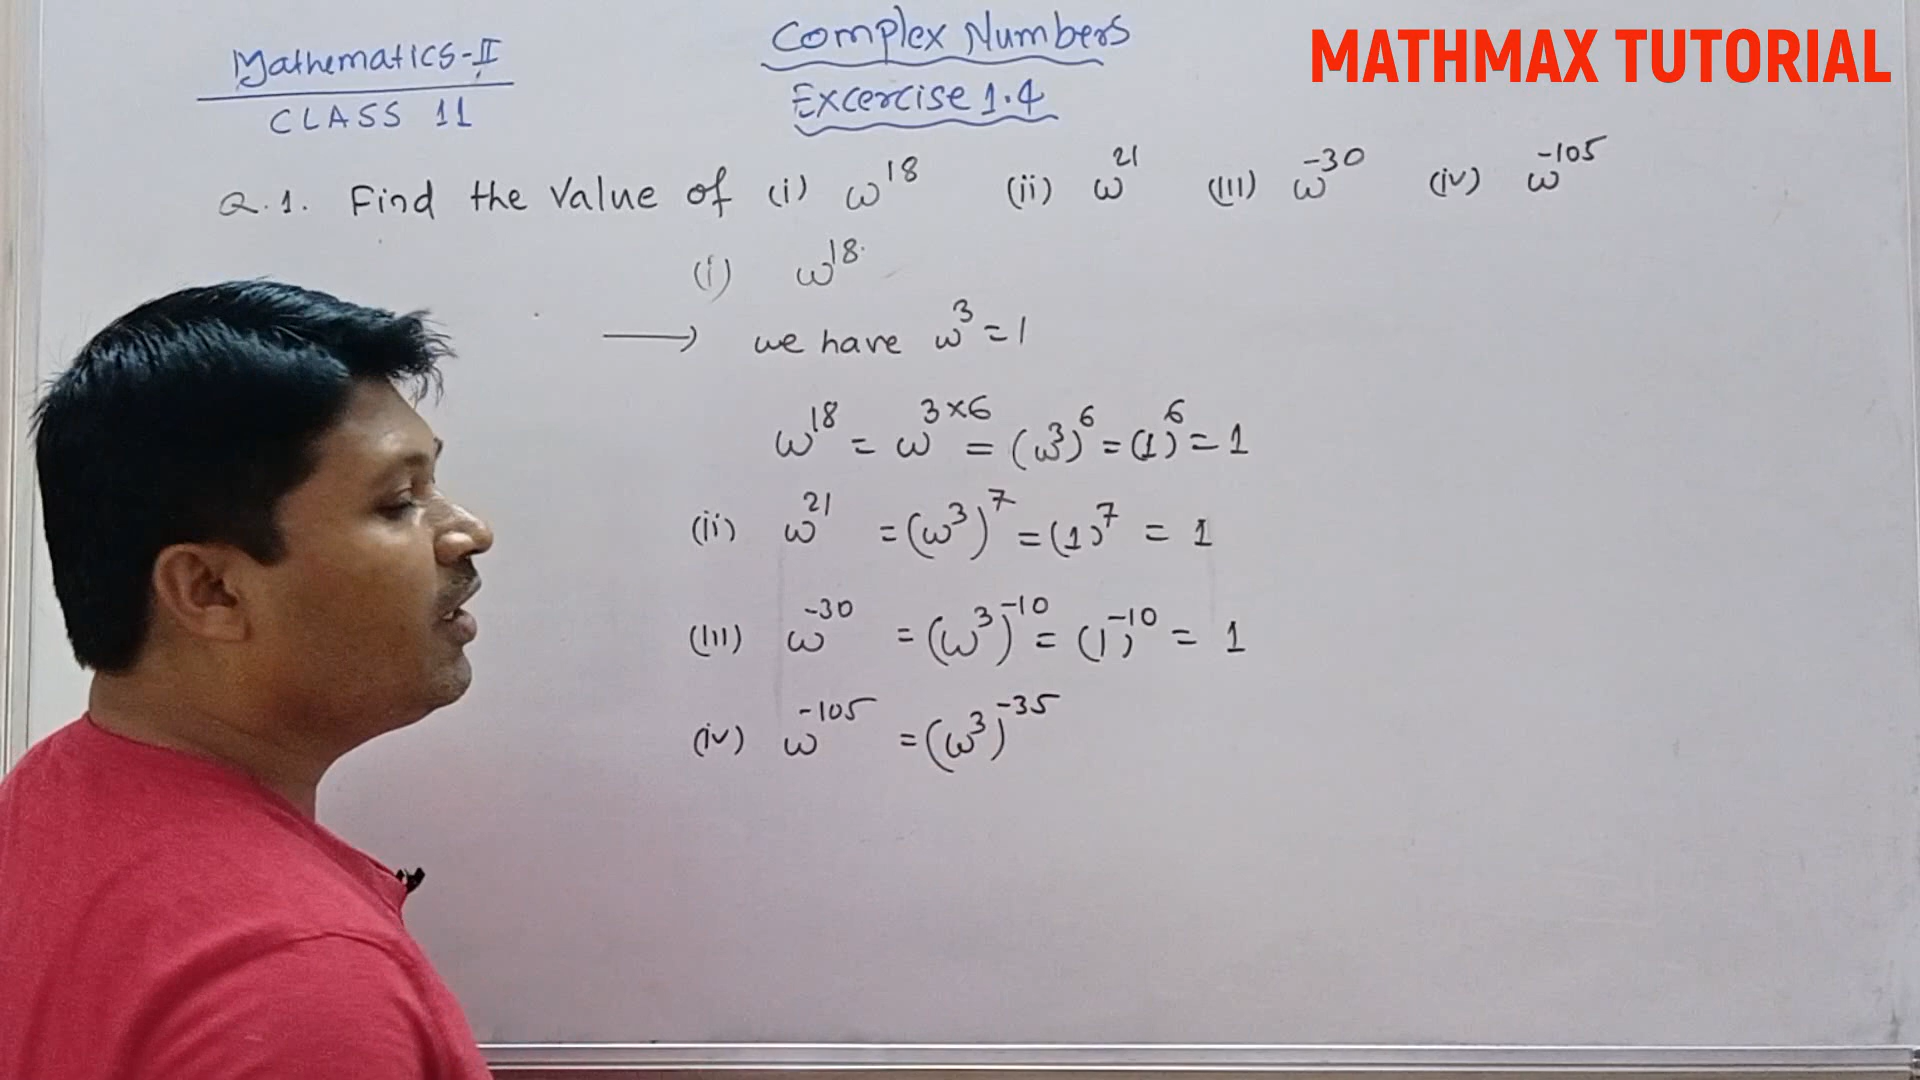 Mathematics-II
CLASS 11
Complex Numbers
Excercise 1.4
MATHMAX TUTORIAL
Q.1. Find the Value of (i) ω^18 (ii) ω^21 (III) ω^-30 (iv) ω^-105
(i) ω^18.
→ we have ω^3 = 1
ω^18 = ω^3×6 = (ω^3)^6 = (1)^6 = 1
(ii) ω^21 = (ω^3)^7 = (1)^7 = 1
(III) ω^-30 = (ω^3)^-10 = (1)^-10 = 1
(iv) ω^-105 = (ω^3)^-35